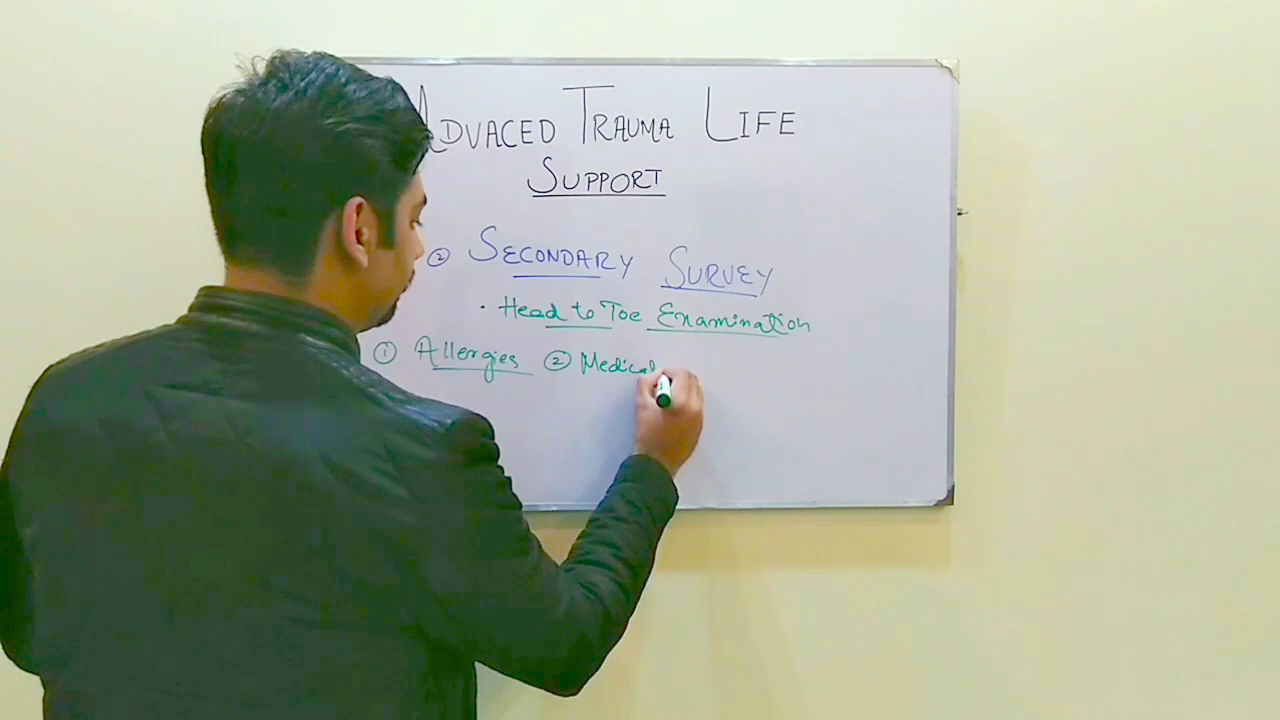 ADVACED TRAUMA LIFE
SUPPORT
② SECONDARY SURVEY
• Head to Toe Examination
① Allergies ② Medical